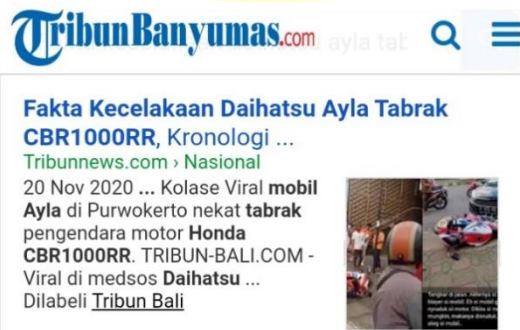 TribunBanyumas.com
Fakta Kecelakaan Daihatsu Ayla Tabrak
CBR1000RR, Kronologi ...
Tribunnews.com › Nasional
20 Nov 2020 ... Kolase Viral mobil
Ayla di Purwokerto nekat tabrak
pengendara motor Honda
CBR1000RR. TRIBUN-BALI.COM -
Viral di medsos Daihatsu ...
Dilabeli Tribun Bali